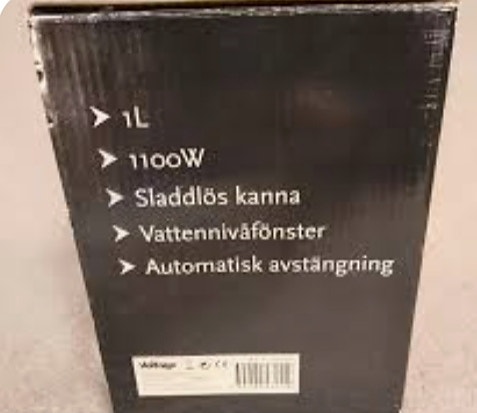 1L
1100W
Sladdlös kanna
Vattennivåfönster
Automatisk avstängning